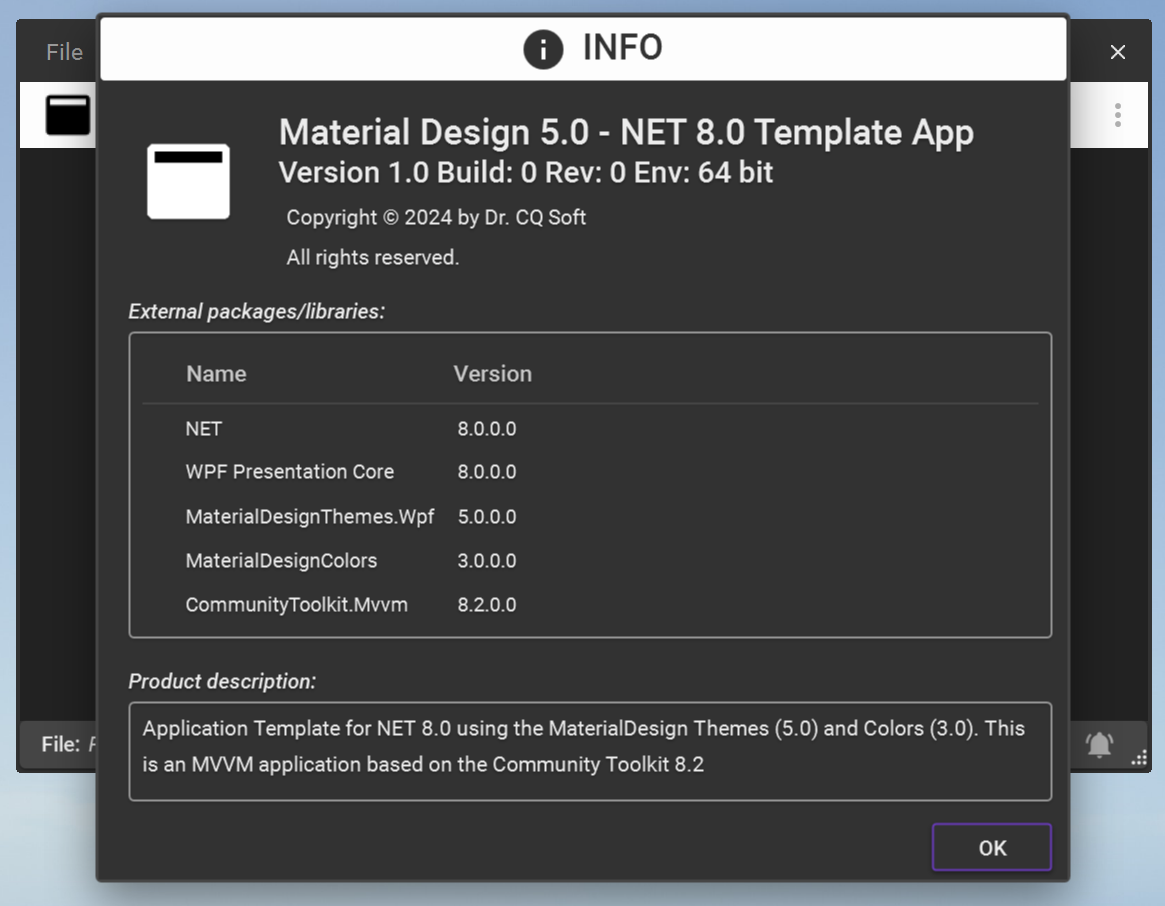 INFO
File
Material Design 5.0 - NET 8.0 Template App
Version 1.0 Build: 0 Rev: 0 Env: 64 bit
Copyright © 2024 by Dr. CQ Soft
All rights reserved.
External packages/libraries:
Name Version
NET 8.0.0.0
WPF Presentation Core 8.0.0.0
MaterialDesignThemes.Wpf 5.0.0.0
MaterialDesignColors 3.0.0.0
CommunityToolkit.Mvvm 8.2.0.0
Product description:
Application Template for NET 8.0 using the MaterialDesign Themes (5.0) and Colors (3.0). This
is an MVVM application based on the Community Toolkit 8.2
File:
OK